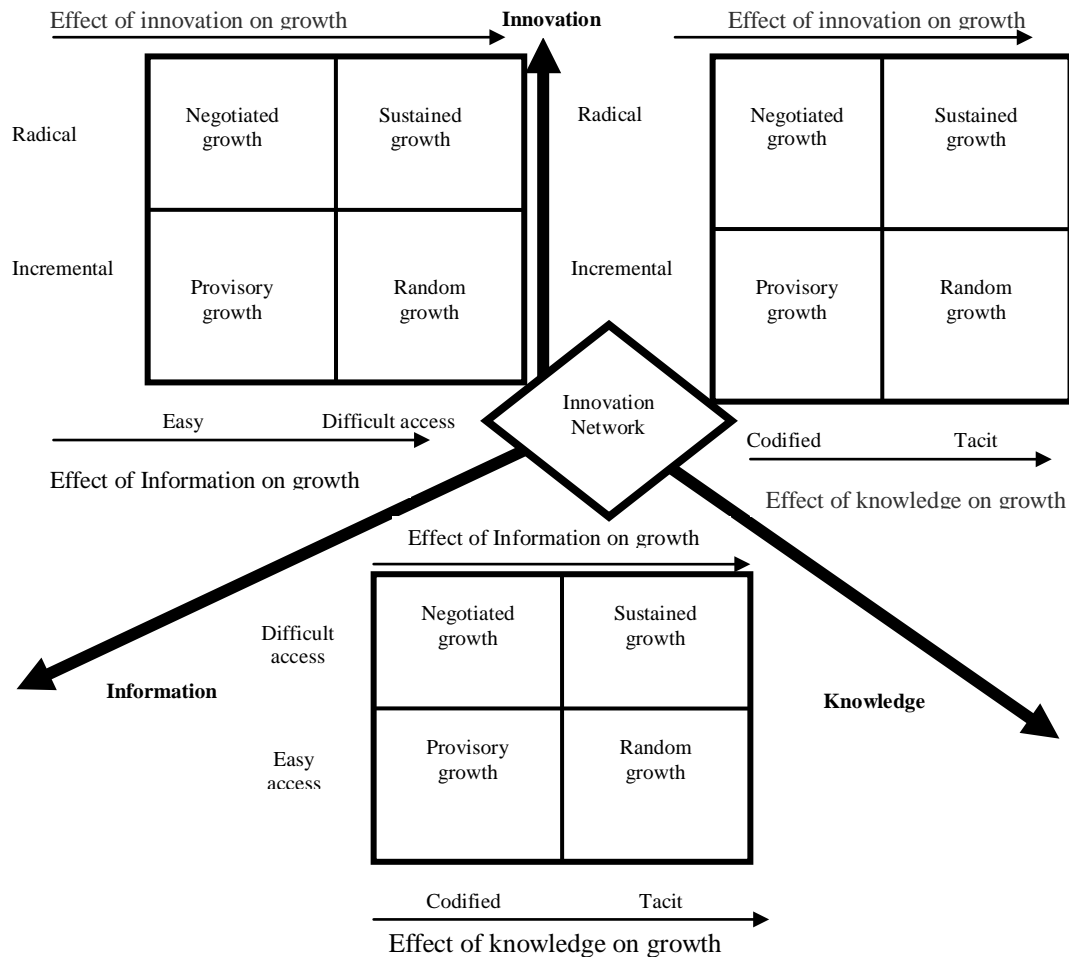 Effect of innovation on growth
Innovation
Effect of innovation on growth
Radical
Negotiated
growth
Sustained
growth
Incremental
Provisory
growth
Random
growth
Easy
Difficult access
Effect of Information on growth
Radical
Negotiated
growth
Sustained
growth
Incremental
Provisory
growth
Random
growth
Codified
Tacit
Effect of knowledge on growth
Innovation
Network
Information
Knowledge
Effect of Information on growth
Difficult
access
Negotiated
growth
Sustained
growth
Easy
access
Provisory
growth
Random
growth
Codified
Tacit
Effect of knowledge on growth